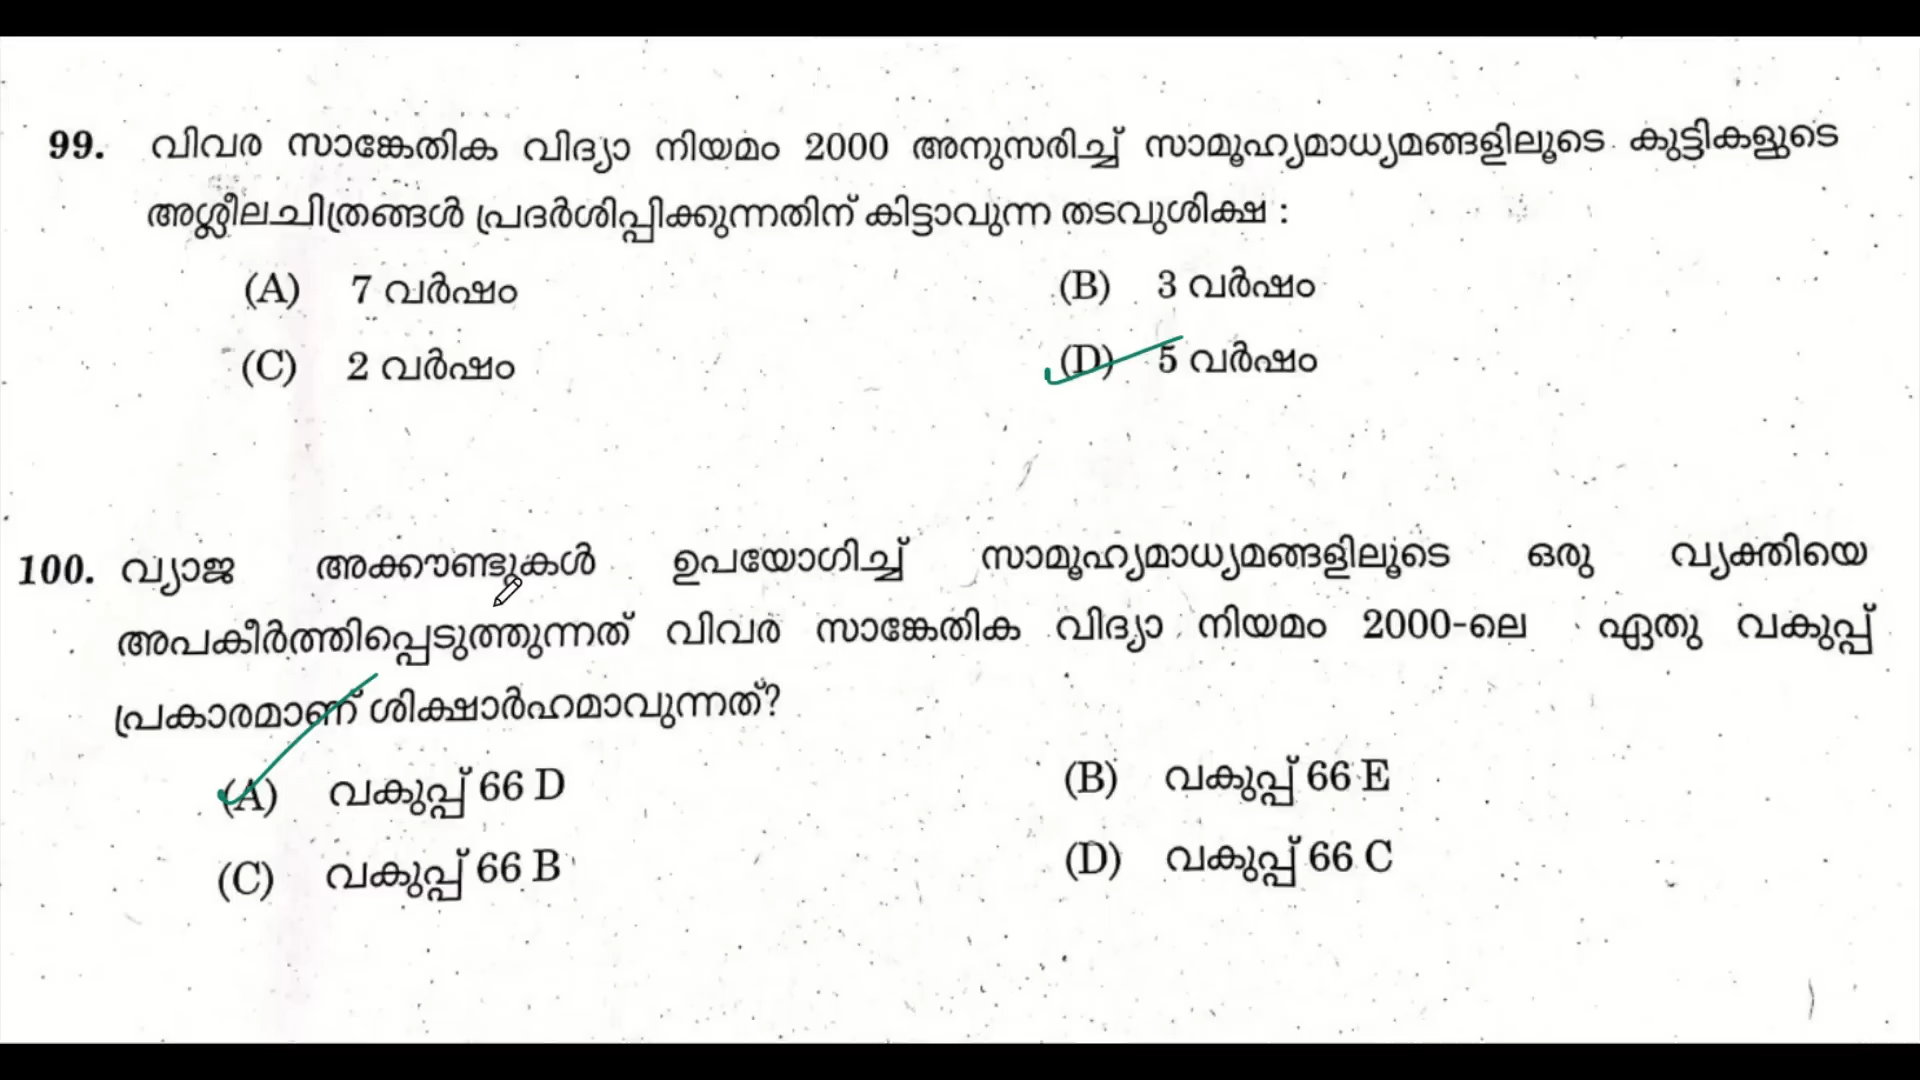 99. വിവര സാങ്കേതിക വിദ്യാ നിയമം 2000 അനുസരിച്ച് സാമൂഹ്യമാധ്യമങ്ങളിലൂടെ കുട്ടികളുടെ
അശ്ലീലചിത്രങ്ങൾ പ്രദർശിപ്പിക്കുന്നതിന് കിട്ടാവുന്ന തടവുശിക്ഷ :
(A) 7 വർഷം (B) 3 വർഷം
(C) 2 വർഷം (D) 5 വർഷം
100. വ്യാജ അക്കൗണ്ടുകൾ ഉപയോഗിച്ച് സാമൂഹ്യമാധ്യമങ്ങളിലൂടെ ഒരു വ്യക്തിയെ
അപകീർത്തിപ്പെടുത്തുന്നത് വിവര സാങ്കേതിക വിദ്യാ നിയമം 2000-ലെ ഏതു വകുപ്പ്
പ്രകാരമാണ് ശിക്ഷാർഹമാവുന്നത്?
(A) വകുപ്പ് 66 D (B) വകുപ്പ് 66 E
(C) വകുപ്പ് 66 B (D) വകുപ്പ് 66 C